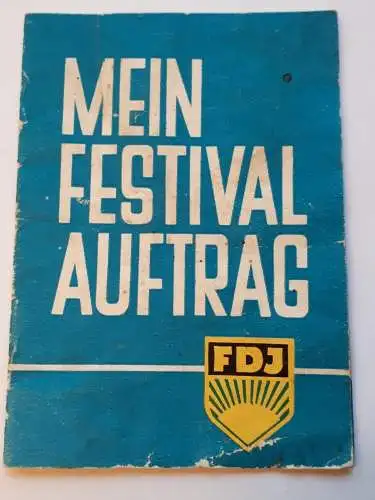 MEIN
FESTIVAL
AUFTRAG
FDJ